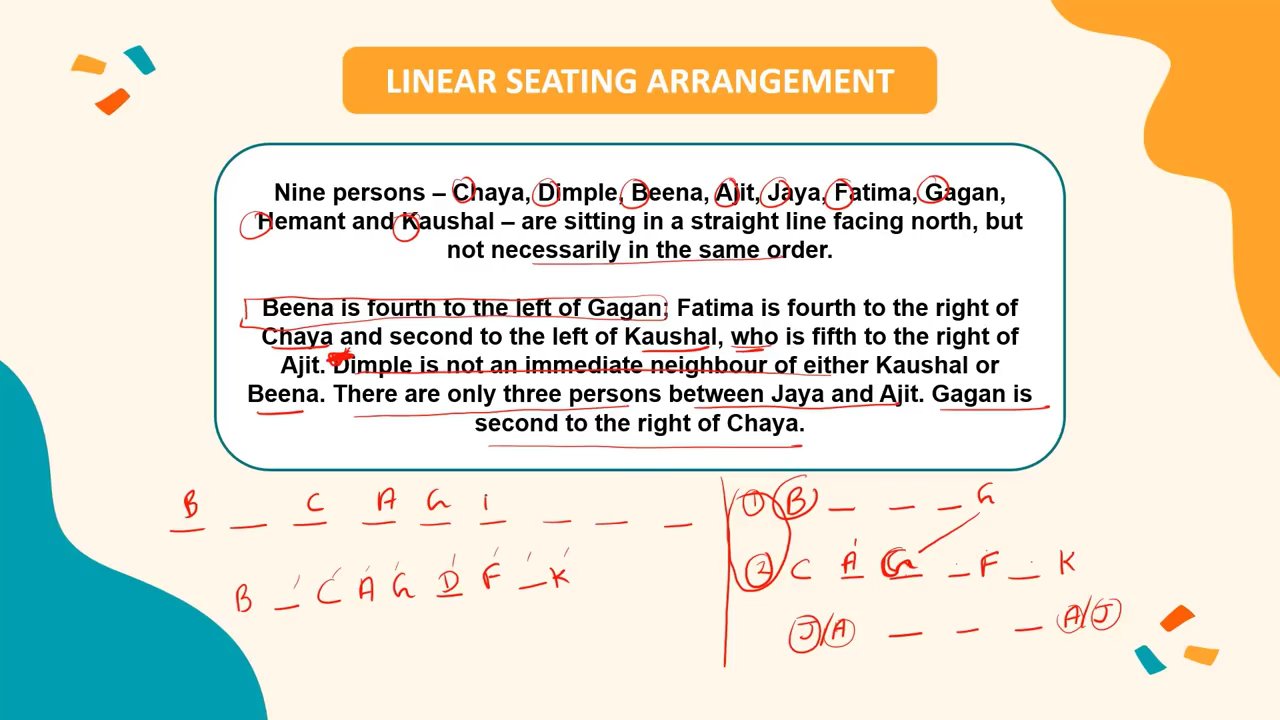 LINEAR SEATING ARRANGEMENT
Nine persons – Chaya, Dimple, Beena, Ajit, Jaya, Fatima, Gagan,
Hemant and Kaushal – are sitting in a straight line facing north, but
not necessarily in the same order.
Beena is fourth to the left of Gagan; Fatima is fourth to the right of
Chaya and second to the left of Kaushal, who is fifth to the right of
Ajit. Dimple is not an immediate neighbour of either Kaushal or
Beena. There are only three persons between Jaya and Ajit. Gagan is
second to the right of Chaya.
B _ C A G _ _ _ _
B _ C A G D F _ K
① B _ _ _ G
② C A G _ F _ K
J/A _ _ _ A/J